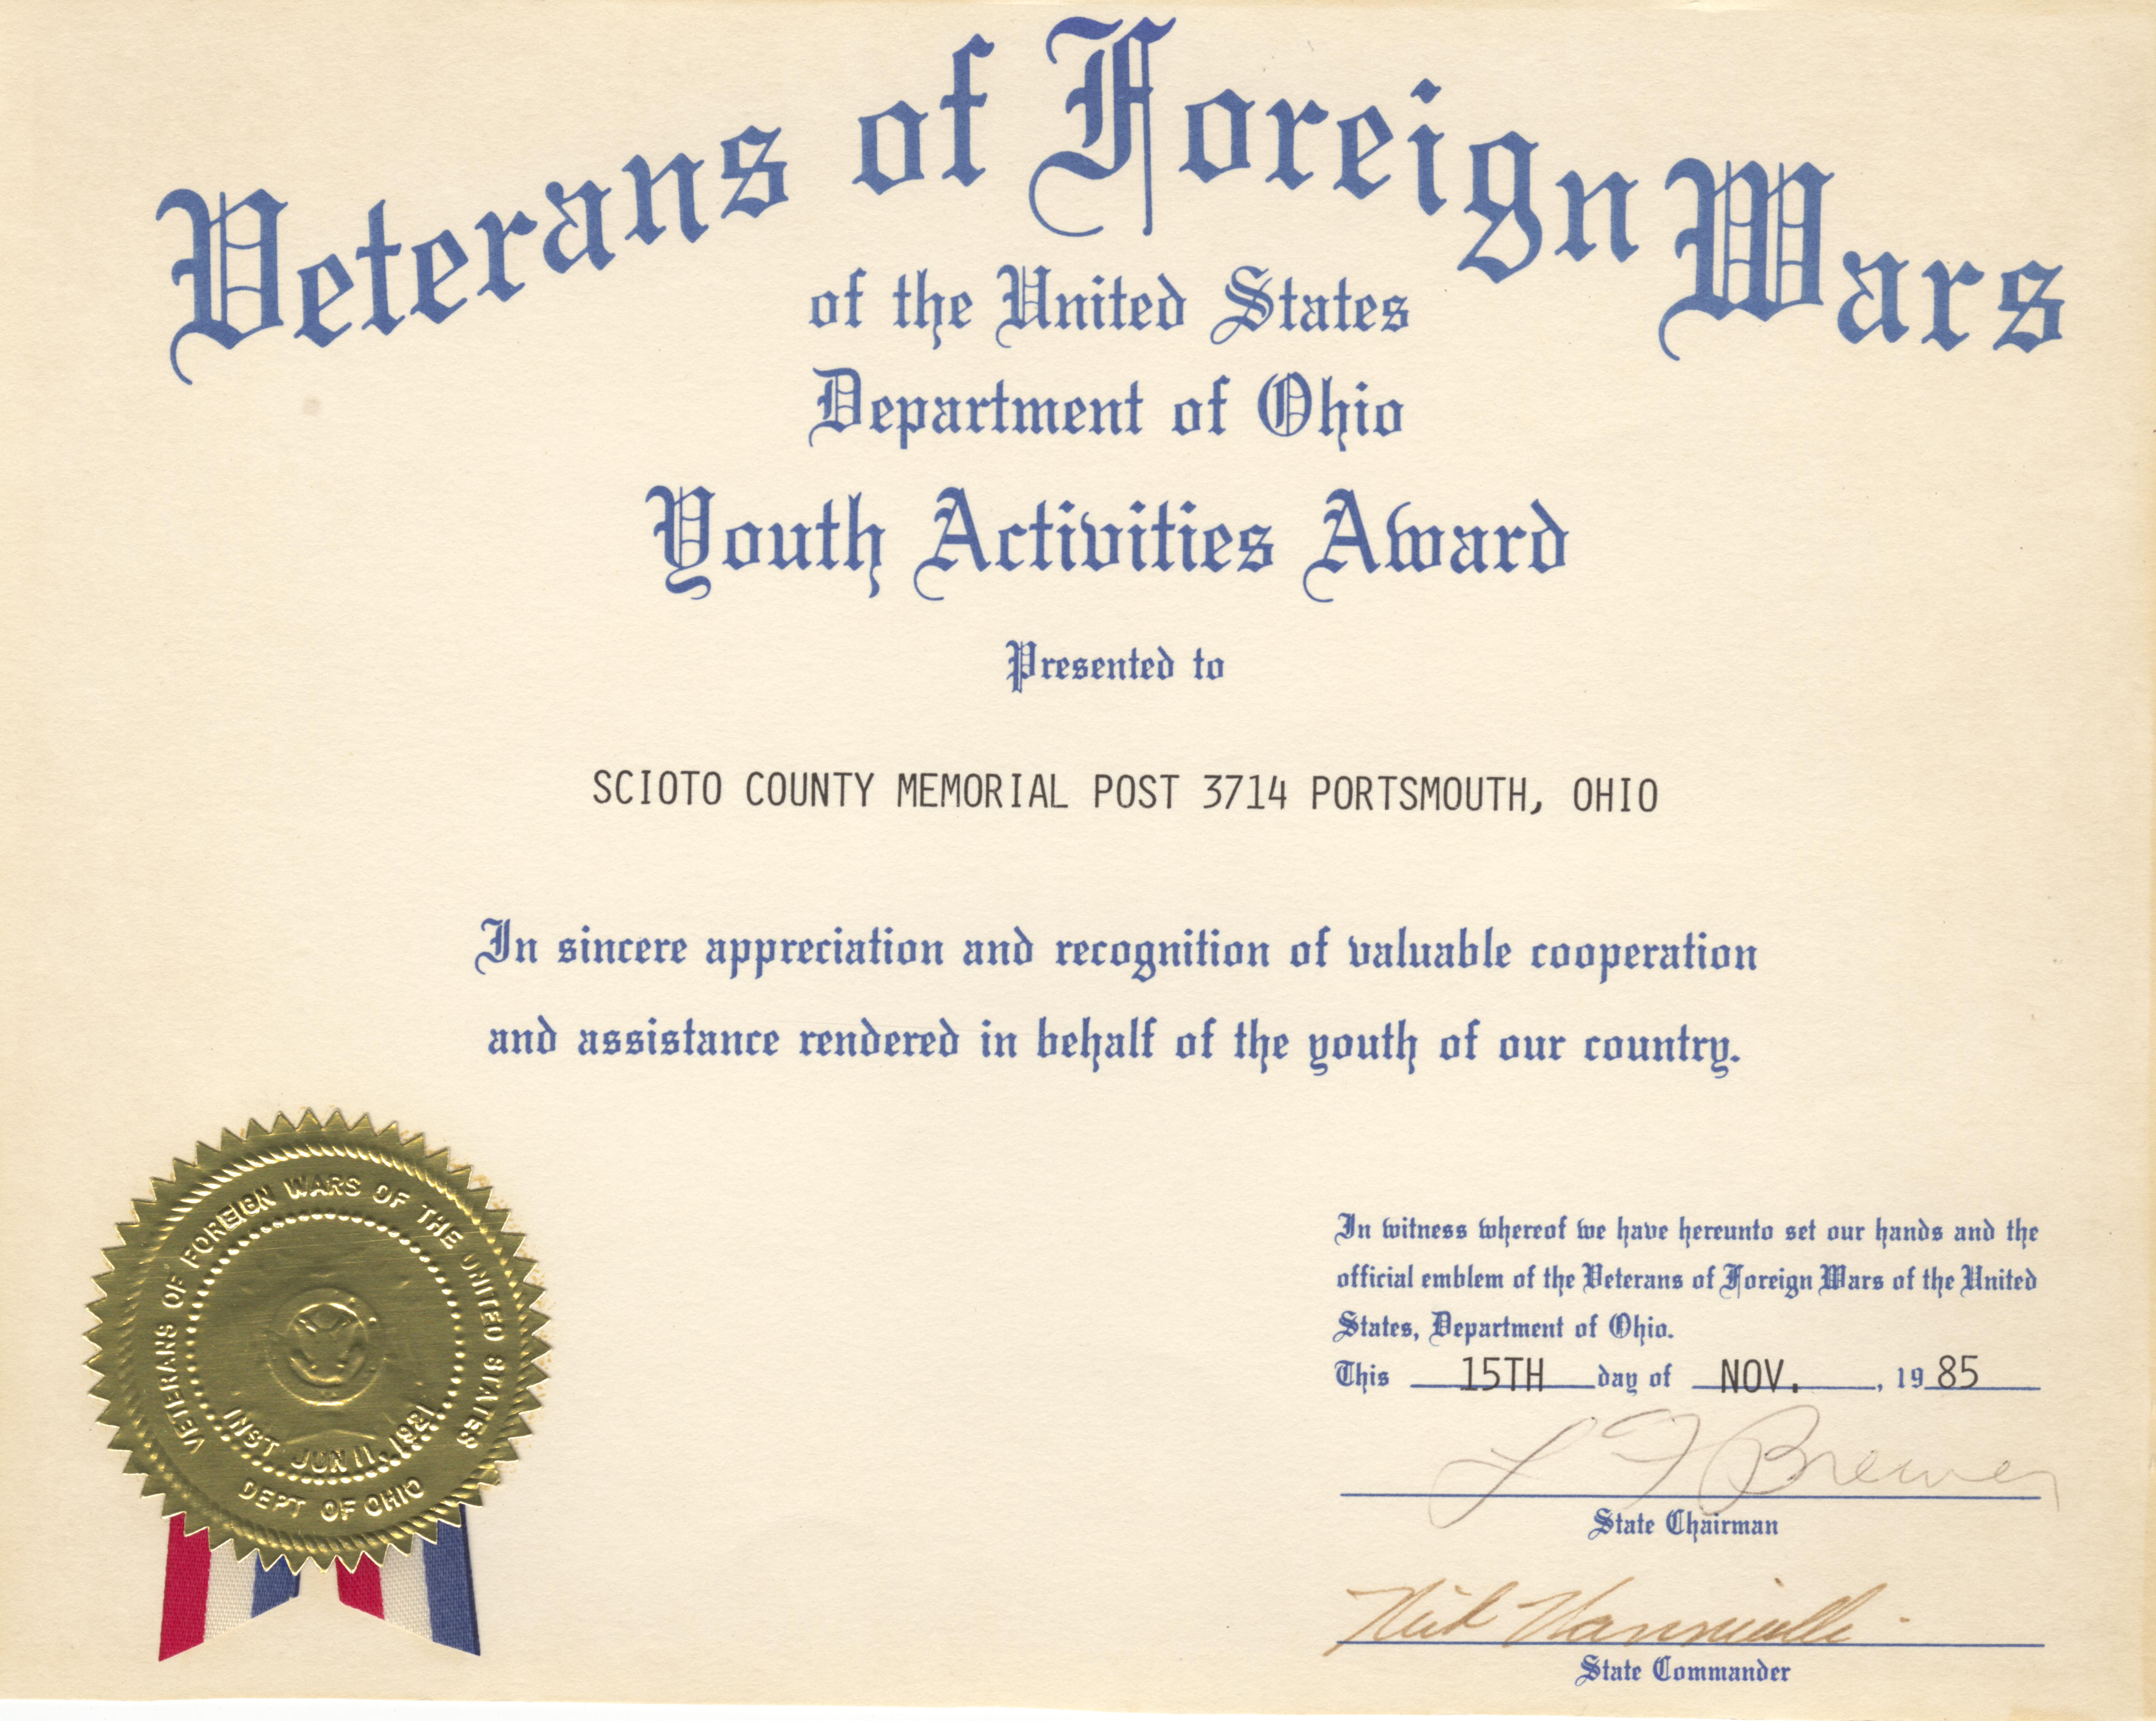 Veterans of Foreign Wars
of the United States
Department of Ohio
Youth Activities Award
Presented to
SCIOTO COUNTY MEMORIAL POST 3714 PORTSMOUTH, OHIO
In sincere appreciation and recognition of valuable cooperation
and assistance rendered in behalf of the youth of our country.
VETERANS OF FOREIGN WARS OF THE UNITED STATES
INST JUN 11, 1921
DEPT OF OHIO
In witness whereof we have hereunto set our hands and the
official emblem of the Veterans of Foreign Wars of the United
States, Department of Ohio.
This 15TH day of NOV. , 19 85
L F Brewer
State Chairman
State Commander